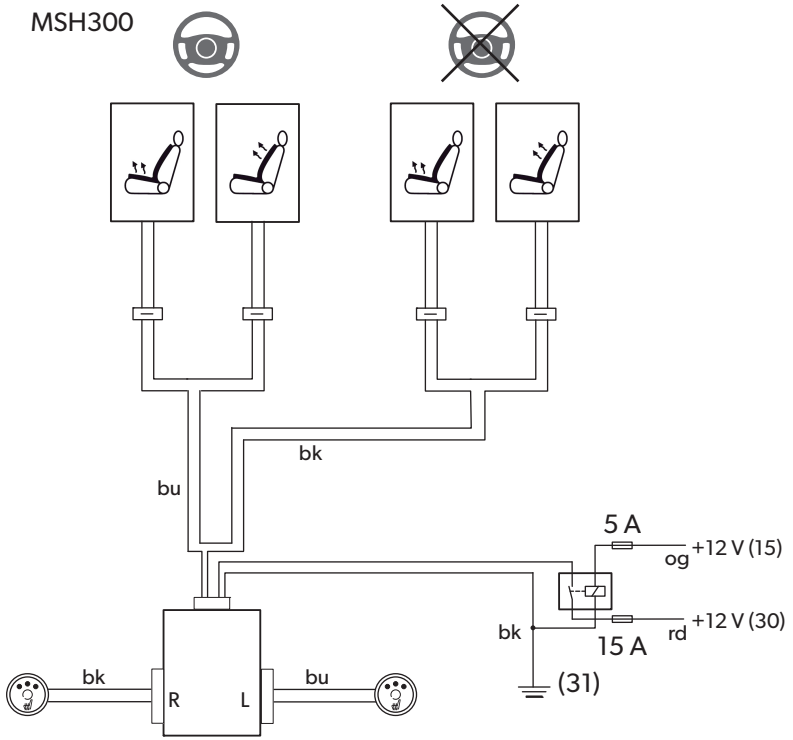 MSH300
bk
bu
5 A
og +12 V (15)
bk
15 A
rd +12 V (30)
(31)
bk
R
L
bu